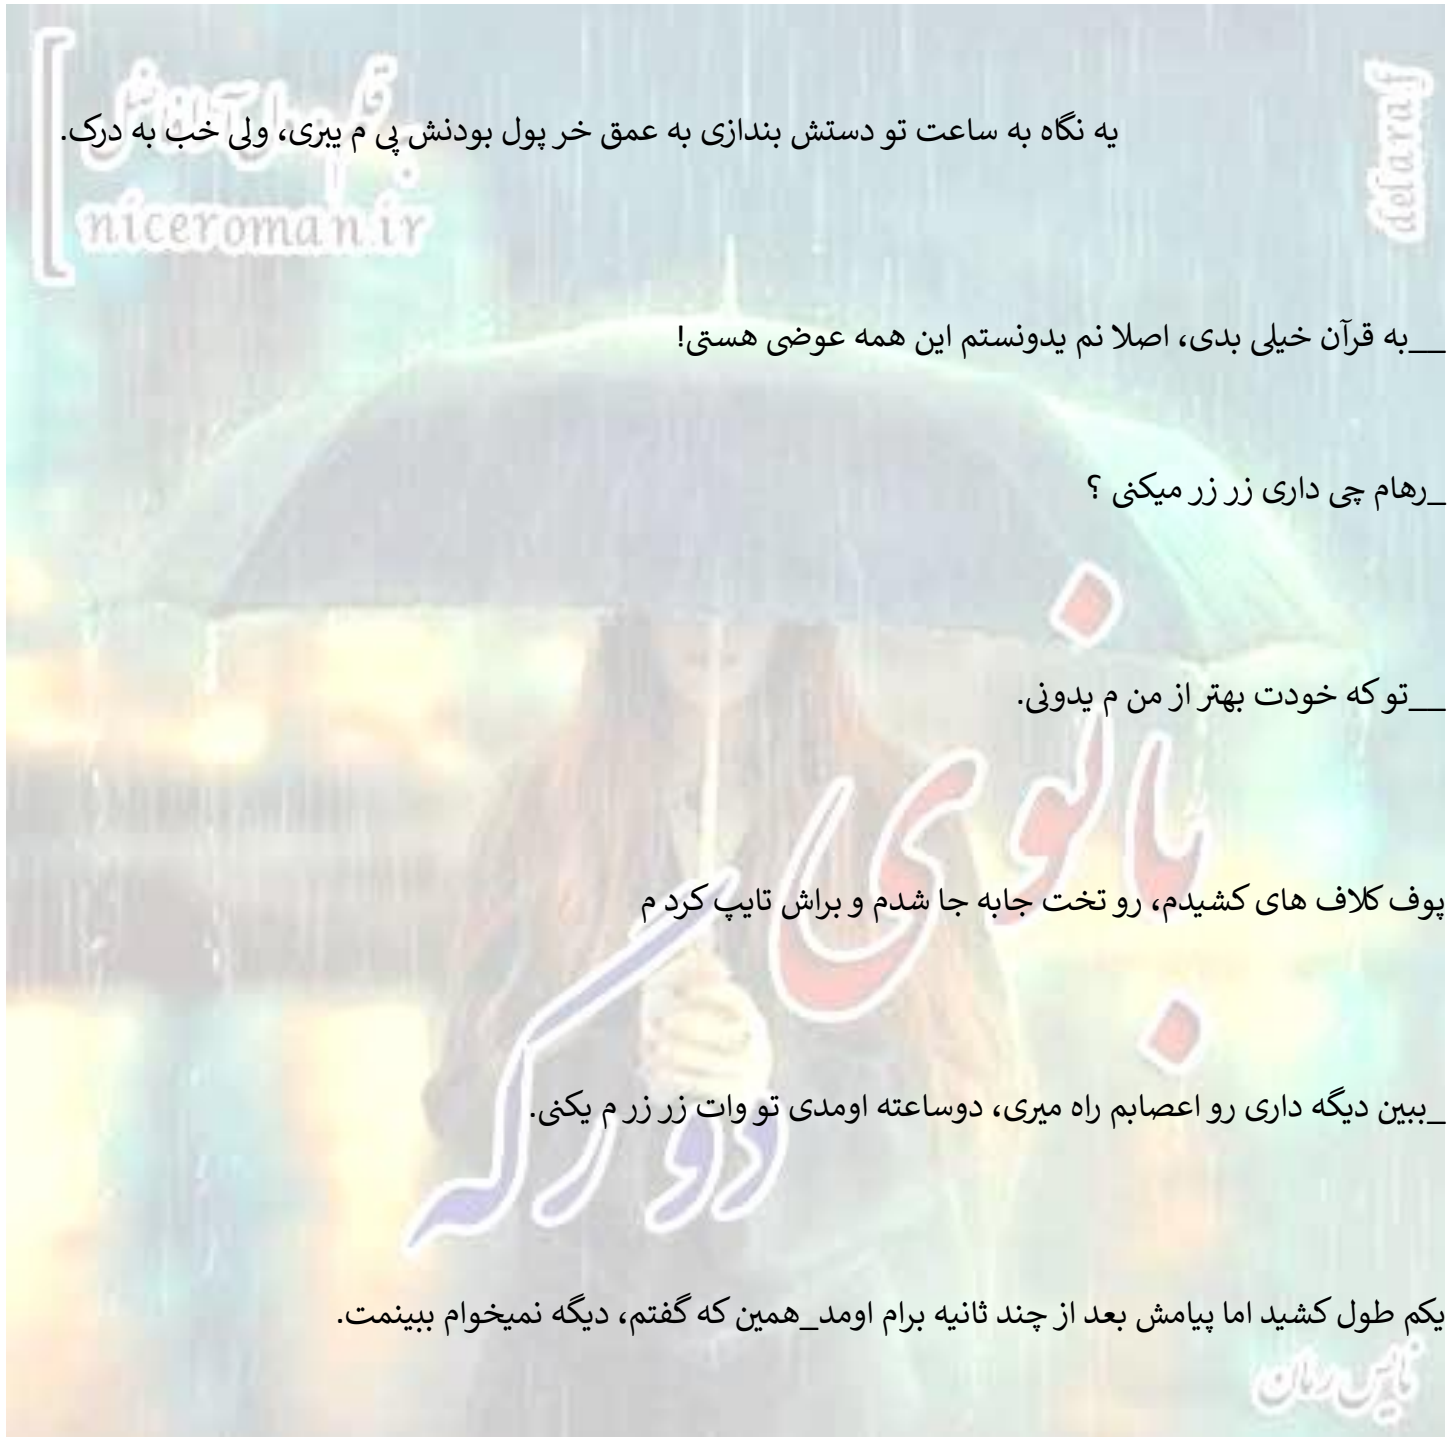 niceroman.ir
delaraf
یه نگاه به ساعت تو دستش بندازی به عمق خر پول بودنش پی م یبری، ولی خب به درک.
__به قرآن خیلی بدی، اصلا نم یدونستم این همه عوضی هستی!
_رهام چی داری زر زر میکنی ؟
__تو که خودت بهتر از من م یدونی.
بانوی
پوف کلاف های کشیدم، رو تخت جابه جا شدم و براش تایپ کرد م
دو رگه
_ببین دیگه داری رو اعصابم راه میری، دوساعته اومدی تو وات زر زر م یکنی.
یکم طول کشید اما پیامش بعد از چند ثانیه برام اومد_همین که گفتم، دیگه نمیخوام ببینمت.
نایس رمان